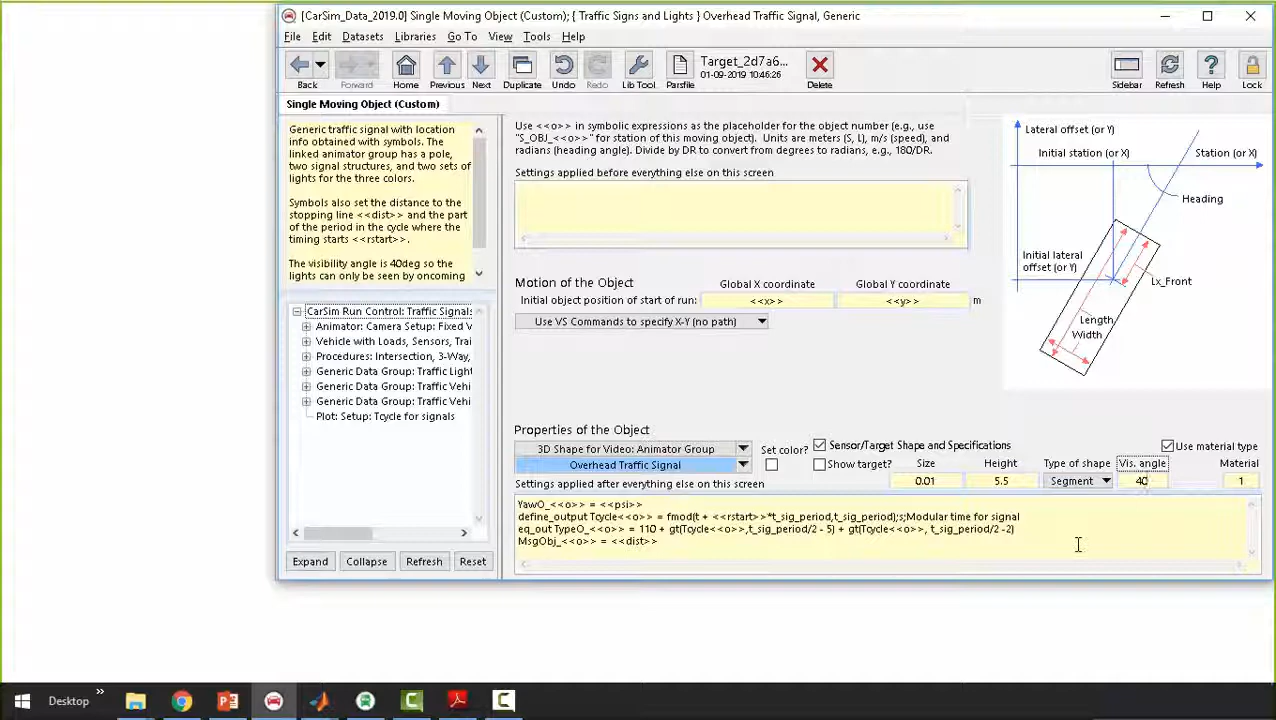 [CarSim_Data_2019.0] Single Moving Object (Custom); { Traffic Signs and Lights } Overhead Traffic Signal, Generic
File Edit Datasets Libraries Go To View Tools Help
Back Forward Home Previous Next Duplicate Undo Redo Lib Tool Parsfile
Target_2d7a6...
01-09-2019 10:46:26
Delete Sidebar Refresh Help Lock
Single Moving Object (Custom)
Generic traffic signal with location
info obtained with symbols. The
linked animator group has a pole,
two signal structures, and two sets of
lights for the three colors.
Symbols also set the distance to the
stopping line <<dist>> and the part
of the period in the cycle where the
timing starts <<rstart>>.
The visibility angle is 40deg so the
lights can only be seen by oncoming
CarSim Run Control: Traffic Signals
Animator: Camera Setup: Fixed V
Vehicle with Loads, Sensors, Trai
Procedures: Intersection, 3-Way,
Generic Data Group: Traffic Light
Generic Data Group: Traffic Vehi
Generic Data Group: Traffic Vehi
Plot: Setup: Tcycle for signals
Expand Collapse Refresh Reset
Use <<o>> in symbolic expressions as the placeholder for the object number (e.g., use
"S_OBJ_<<o>>" for station of this moving object). Units are meters (S, L), m/s (speed), and
radians (heading angle). Divide by DR to convert from degrees to radians, e.g., 180/DR.
Settings applied before everything else on this screen
Motion of the Object
Global X coordinate Global Y coordinate
Initial object position of start of run: <<x>> <<y>> m
Use VS Commands to specify X-Y (no path)
Lateral offset (or Y)
Initial station (or X) Station (or X)
Heading
Initial lateral
offset (or Y)
Lx_Front
Length
Width
Properties of the Object
3D Shape for Video: Animator Group
Set color?
Sensor/Target Shape and Specifications
Use material type
Overhead Traffic Signal
Show target?
Size Height Type of shape Vis. angle Material
0.01 5.5 Segment 40 1
Settings applied after everything else on this screen
YawO_<<o>> = <<psi>>
define_output Tcycle<<o>> = fmod(t + <<rstart>>*t_sig_period,t_sig_period);s;Modular time for signal
eq_out TypeO_<<o>> = 110 + gt(Tcycle<<o>>,t_sig_period/2 - 5) + gt(Tcycle<<o>>, t_sig_period/2 -2)
MsgObj_<<o>> = <<dist>>
Desktop